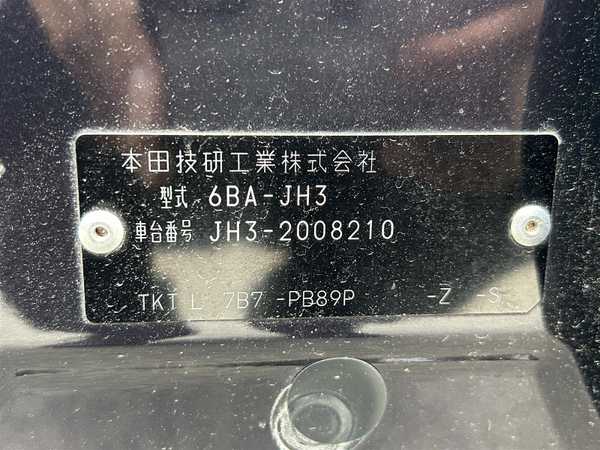 本田技研工業株式会社
型式 6BA-JH3
車台番号 JH3-2008210
TKT L 7B7 -PB89P -Z -S